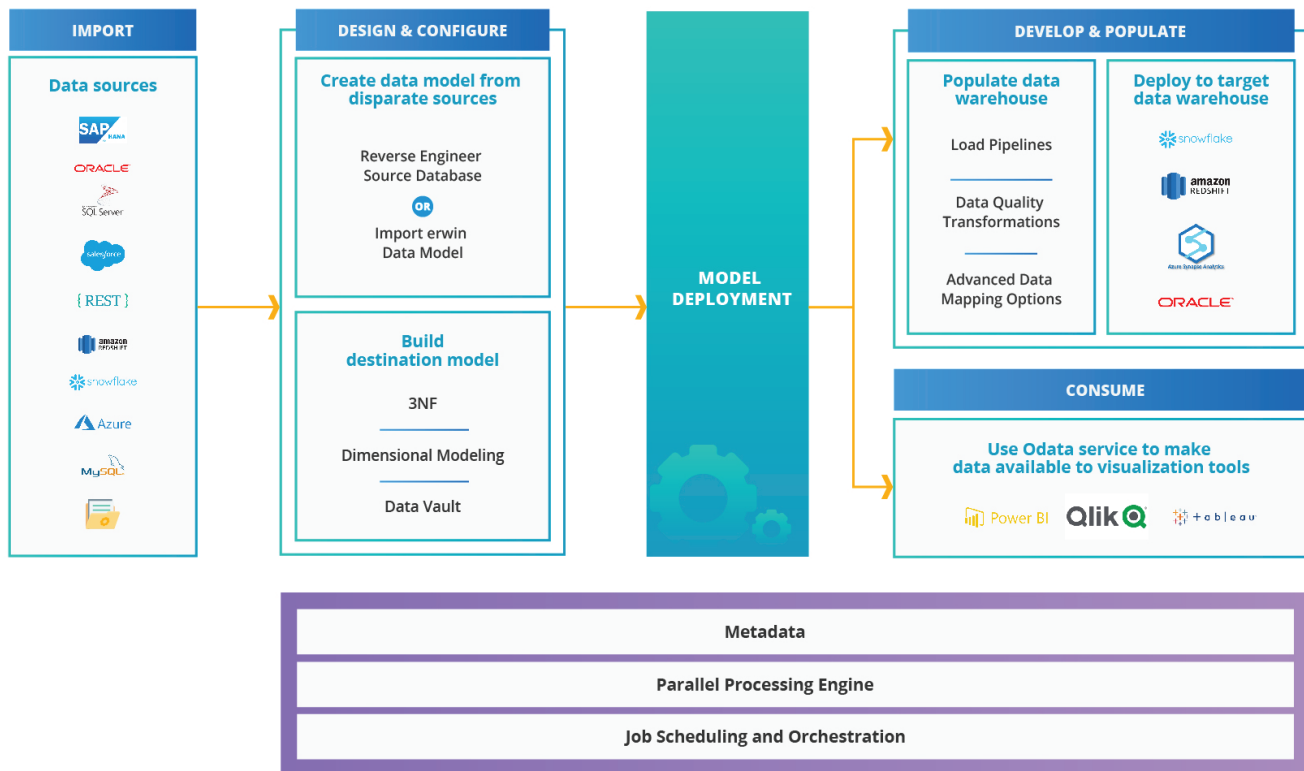 IMPORT
Data sources
SAP HANA
ORACLE
SQL Server
salesforce
{ REST }
amazon
REDSHIFT
snowflake
Azure
MySQL
DESIGN & CONFIGURE
Create data model from
disparate sources
Reverse Engineer
Source Database
OR
Import erwin
Data Model
Build
destination model
3NF
Dimensional Modeling
Data Vault
MODEL
DEPLOYMENT
DEVELOP & POPULATE
Populate data
warehouse
Load Pipelines
Data Quality
Transformations
Advanced Data
Mapping Options
Deploy to target
data warehouse
snowflake
amazon
REDSHIFT
Azure Synapse Analytics
ORACLE
CONSUME
Use Odata service to make
data available to visualization tools
Power BI
Qlik
+ableau
Metadata
Parallel Processing Engine
Job Scheduling and Orchestration